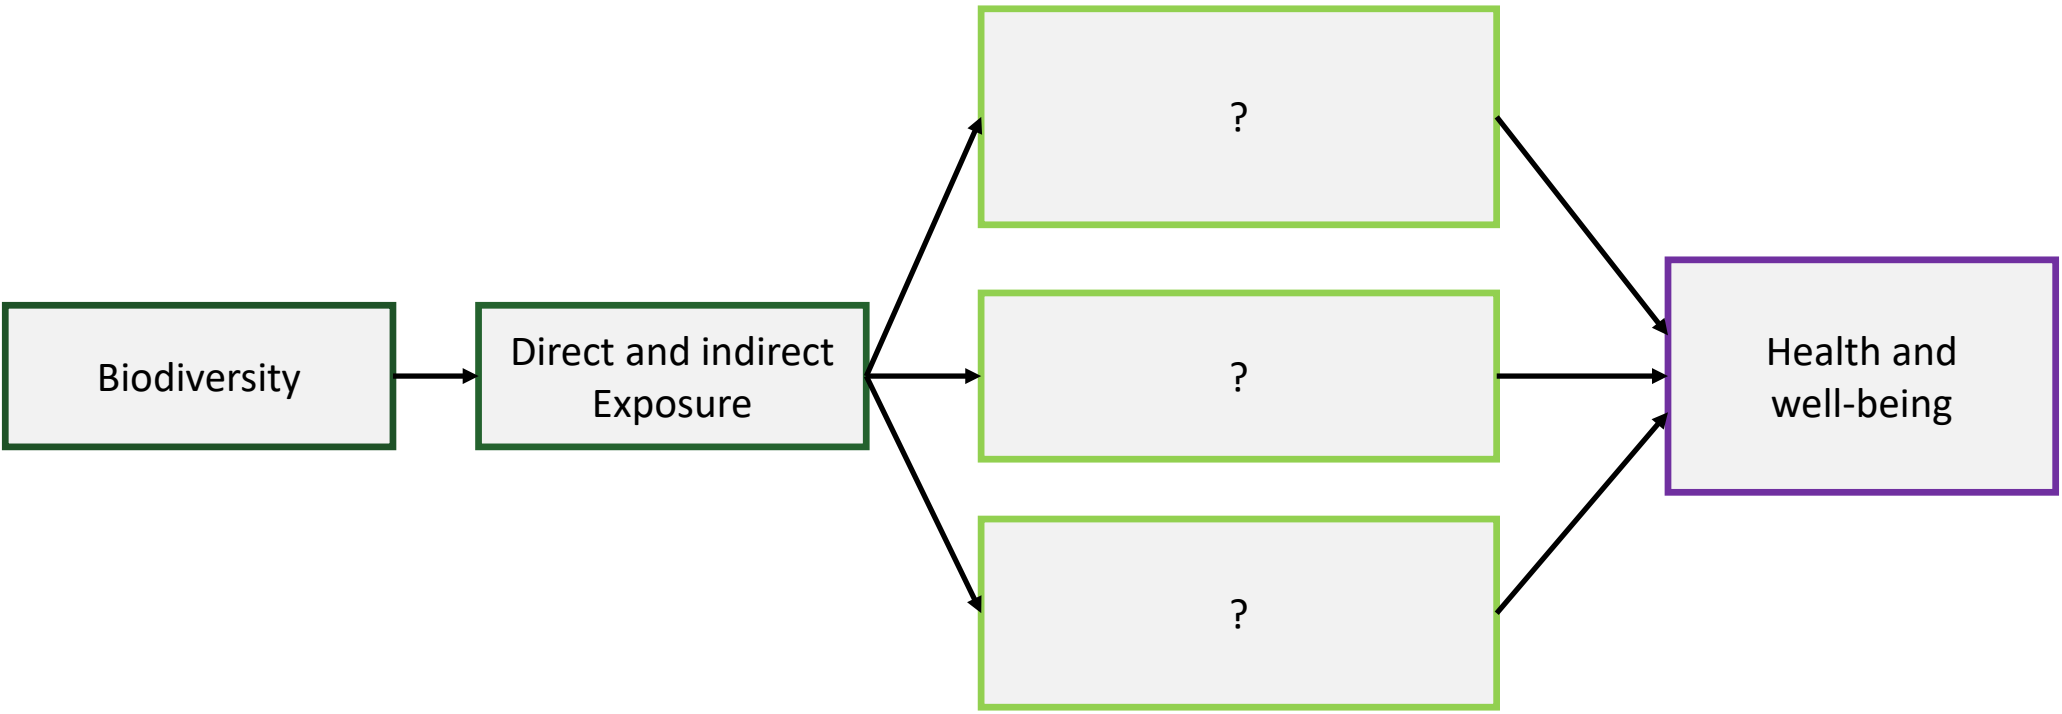 Biodiversity
Direct and indirect
Exposure
?
?
?
Health and
well-being